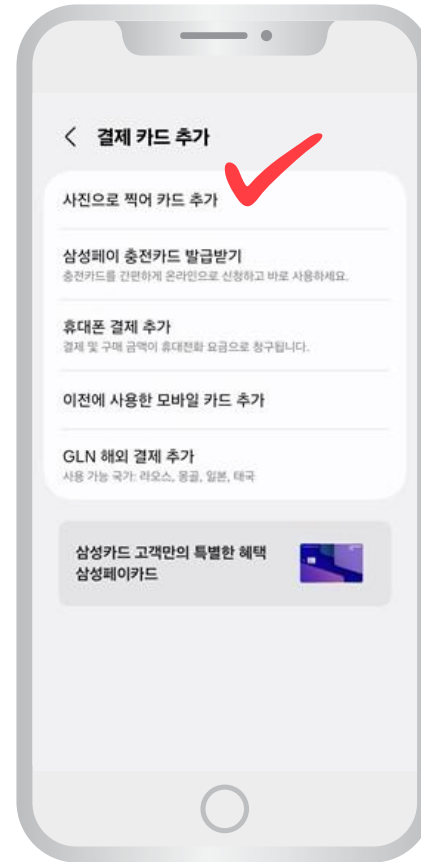 결제 카드 추가
사진으로 찍어 카드 추가
삼성페이 충전카드 발급받기
충전카드를 간편하게 온라인으로 신청하고 바로 사용하세요.
휴대폰 결제 추가
결제 및 구매 금액이 휴대전화 요금으로 청구됩니다.
이전에 사용한 모바일 카드 추가
GLN 해외 결제 추가
사용 가능 국가: 라오스, 몽골, 일본, 태국
삼성카드 고객만의 특별한 혜택
삼성페이카드